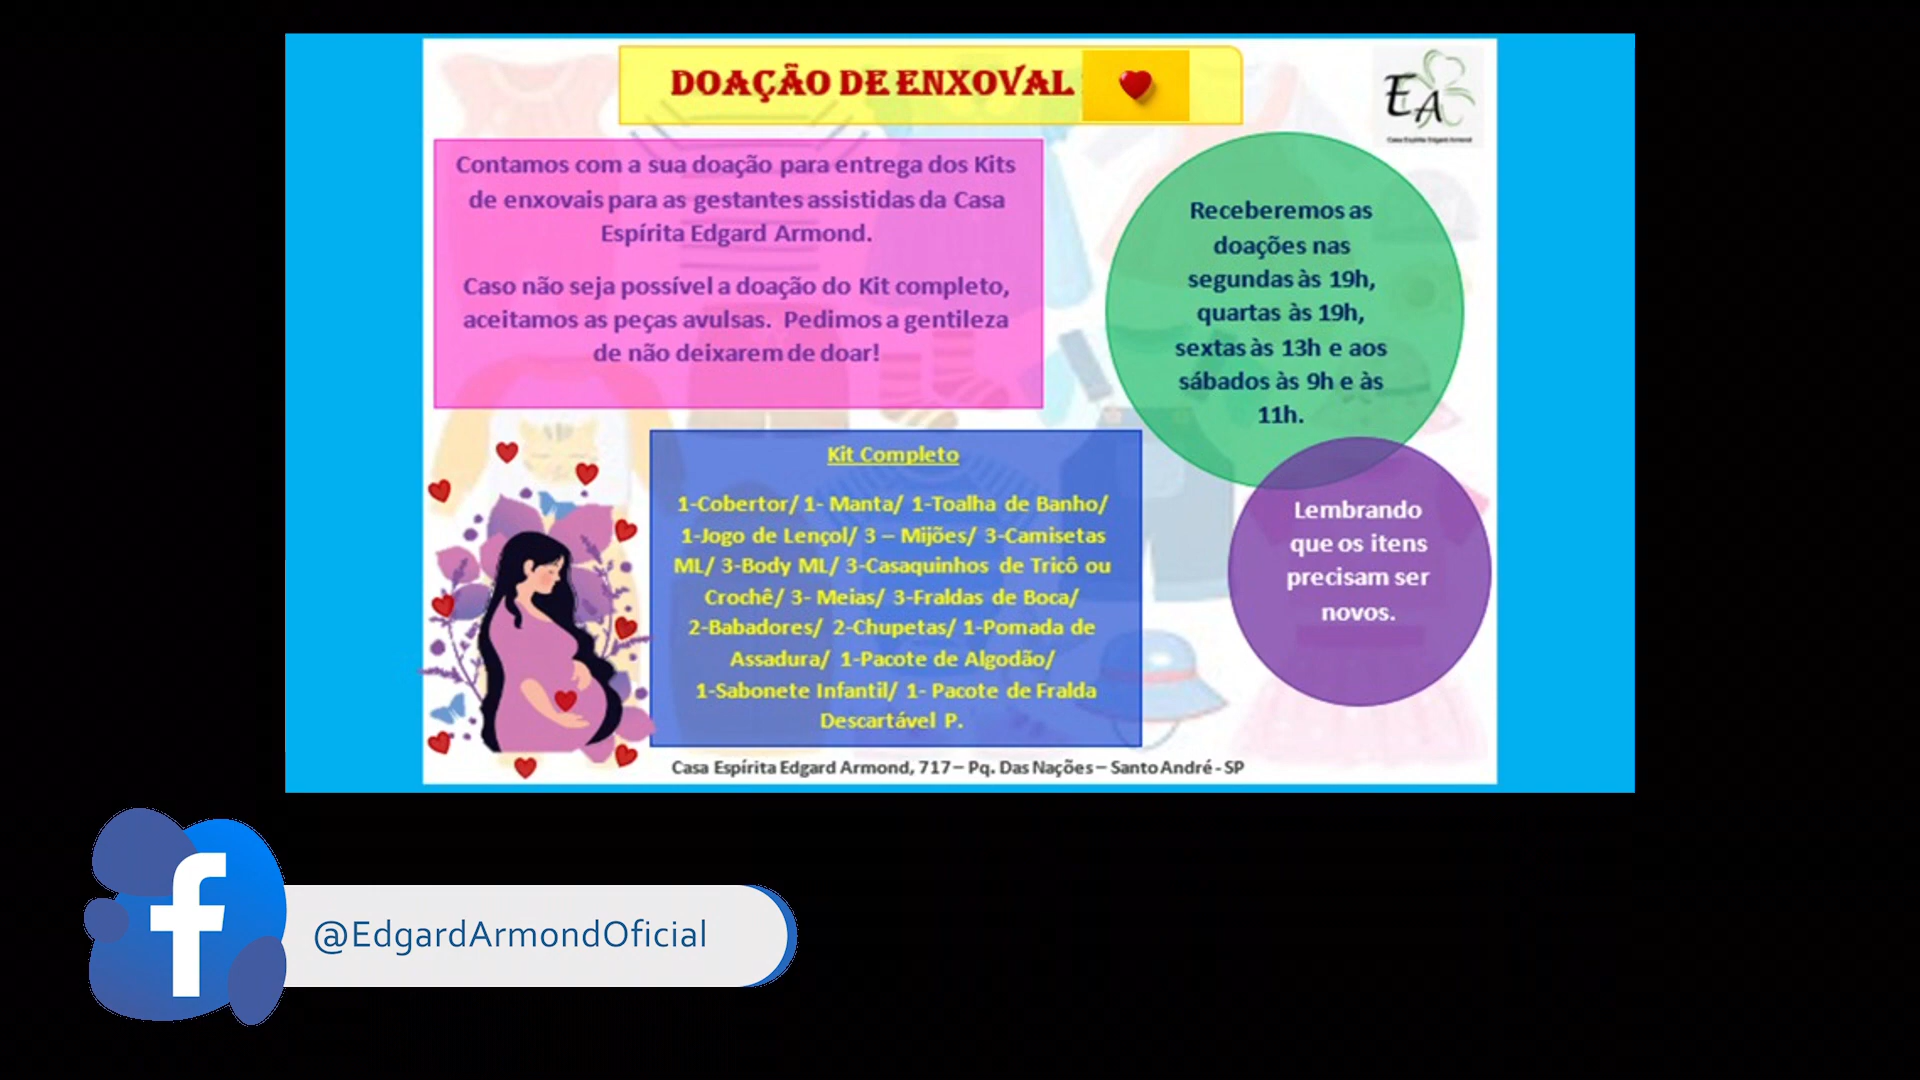 DOAÇÃO DE ENXOVAL
EA
Casa Espírita Edgard Armond
Contamos com a sua doação para entrega dos Kits
de enxovais para as gestantes assistidas da Casa
Espírita Edgard Armond.
Caso não seja possível a doação do Kit completo,
aceitamos as peças avulsas. Pedimos a gentileza
de não deixarem de doar!
Receberemos as
doações nas
segundas às 19h,
quartas às 19h,
sextas às 13h e aos
sábados às 9h e às
11h.
Kit Completo
1-Cobertor/ 1- Manta/ 1-Toalha de Banho/
1-Jogo de Lençol/ 3 – Mijões/ 3-Camisetas
ML/ 3-Body ML/ 3-Casaquinhos de Tricô ou
Crochê/ 3- Meias/ 3-Fraldas de Boca/
2-Babadores/ 2-Chupetas/ 1-Pomada de
Assadura/ 1-Pacote de Algodão/
1-Sabonete Infantil/ 1- Pacote de Fralda
Descartável P.
Lembrando
que os itens
precisam ser
novos.
Casa Espírita Edgard Armond, 717 – Pq. Das Nações – Santo André - SP
f
@EdgardArmondOficial